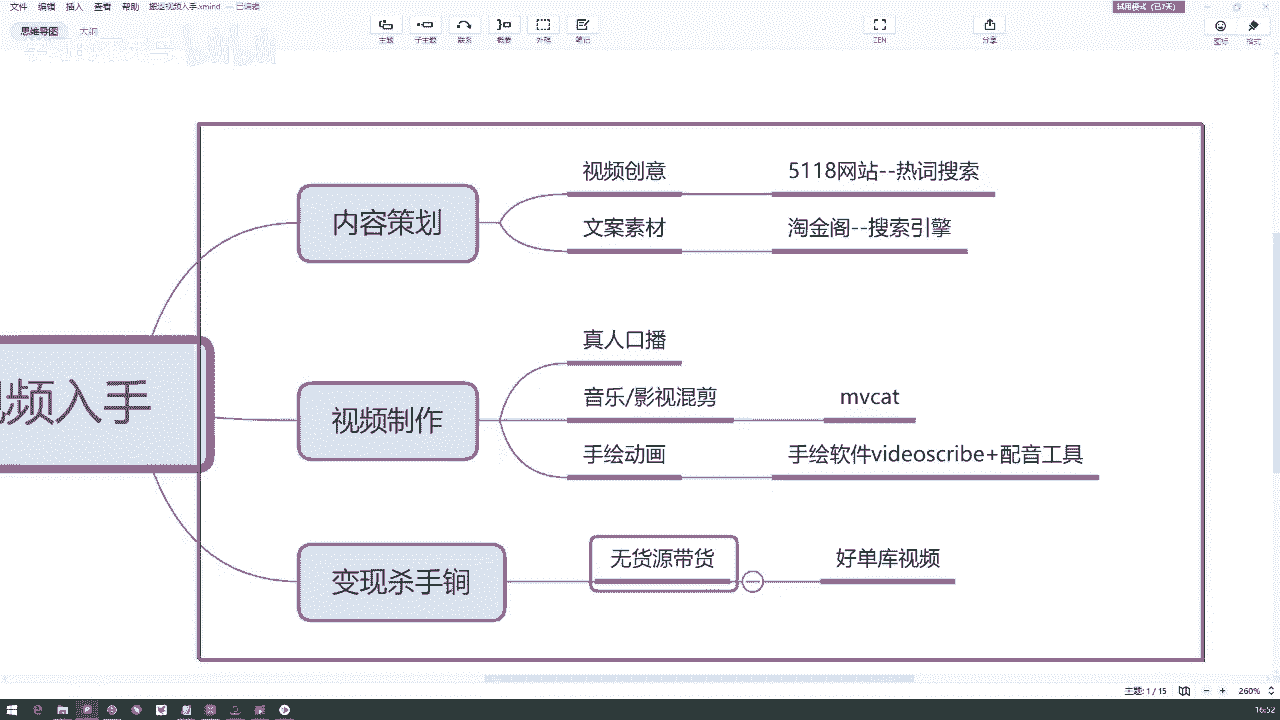 文件 编辑 插入 查看 帮助 搬运视频入手.xmind — 已编辑
试用模式（已7天）
思维导图 大纲
主题 子主题 联系 概要 外框 笔记 ZEN 分享 图标 格式
内容策划
视频创意 5118网站--热词搜索
文案素材 淘金阁--搜索引擎
视频入手
视频制作
真人口播
音乐/影视混剪 mvcat
手绘动画 手绘软件videoscribe+配音工具
变现杀手锏
无货源带货 好单库视频
主题: 1 / 15 260%
16:52